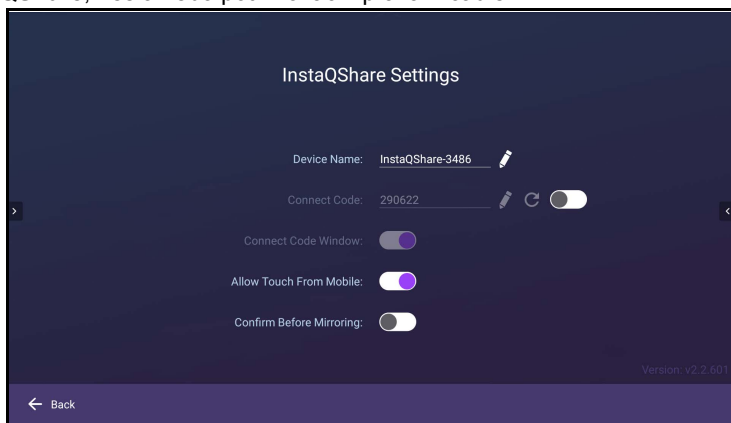 InstaQShare Settings
Device Name: InstaQShare-3486
Connect Code: 290622
Connect Code Window:
Allow Touch From Mobile:
Confirm Before Mirroring:
Version: v2.2.601
Back